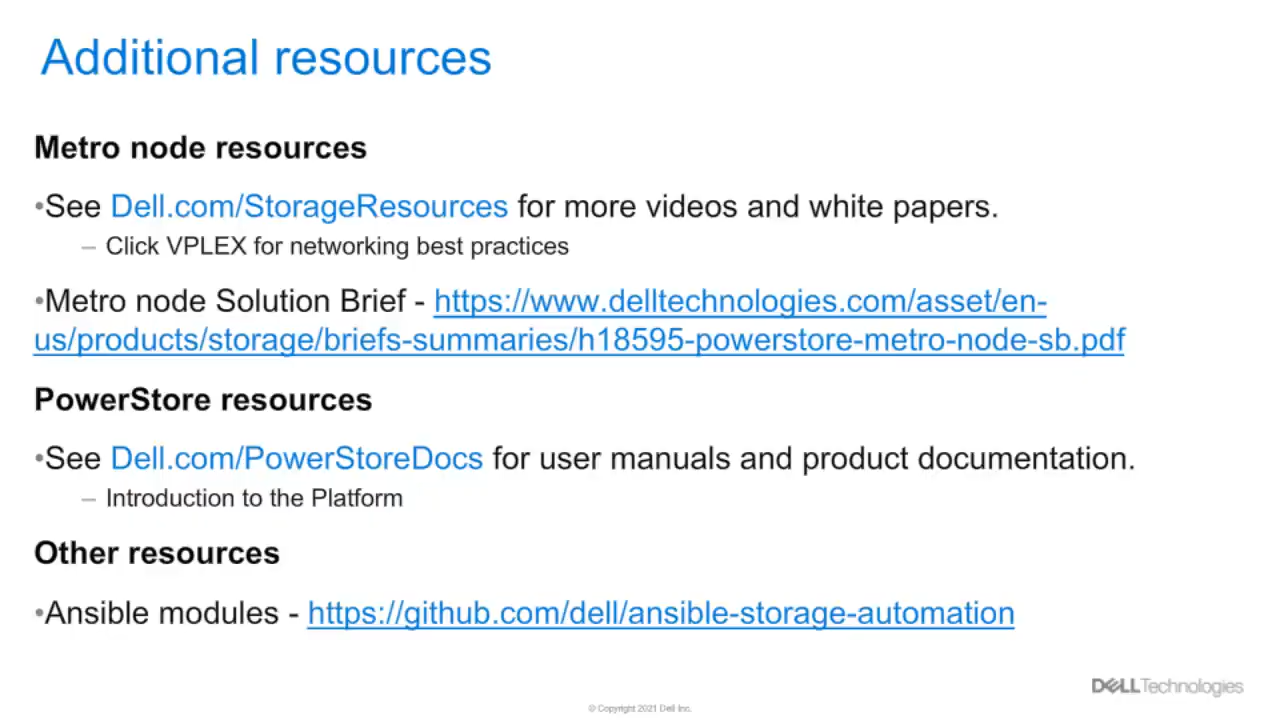 Additional resources
Metro node resources
•See Dell.com/StorageResources for more videos and white papers.
– Click VPLEX for networking best practices
•Metro node Solution Brief - https://www.delltechnologies.com/asset/en-
us/products/storage/briefs-summaries/h18595-powerstore-metro-node-sb.pdf
PowerStore resources
•See Dell.com/PowerStoreDocs for user manuals and product documentation.
– Introduction to the Platform
Other resources
•Ansible modules - https://github.com/dell/ansible-storage-automation
DELLTechnologies
© Copyright 2021 Dell Inc.